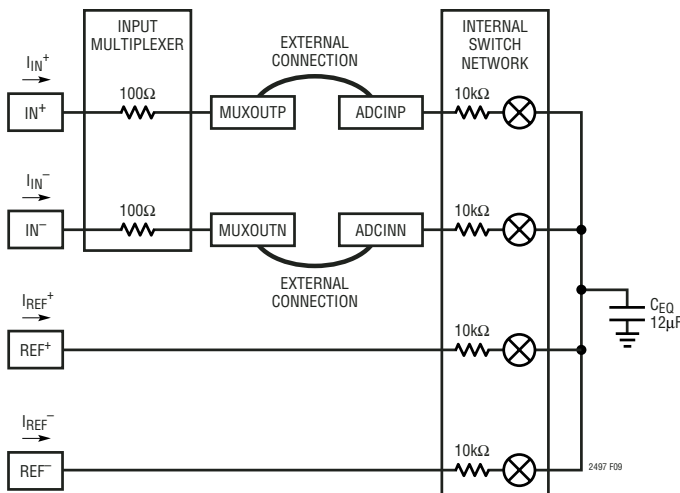 INPUT
MULTIPLEXER
EXTERNAL
CONNECTION
INTERNAL
SWITCH
NETWORK
IIN+
IN+
100Ω
MUXOUTP
ADCINP
10kΩ
IIN–
IN–
100Ω
MUXOUTN
ADCINN
10kΩ
EXTERNAL
CONNECTION
IREF+
REF+
10kΩ
CEQ
12µF
IREF–
REF–
10kΩ
2497 F09